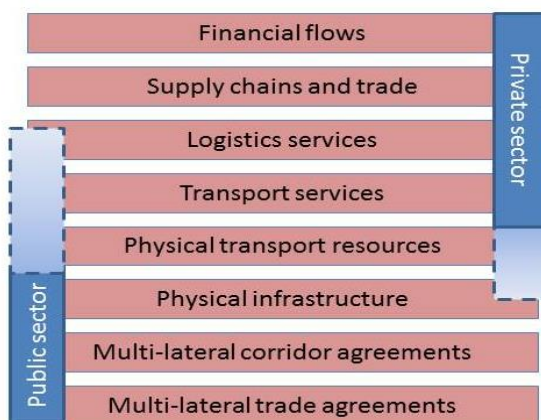 Financial flows
Supply chains and trade
Logistics services
Transport services
Physical transport resources
Physical infrastructure
Multi-lateral corridor agreements
Multi-lateral trade agreements
Private sector
Public sector